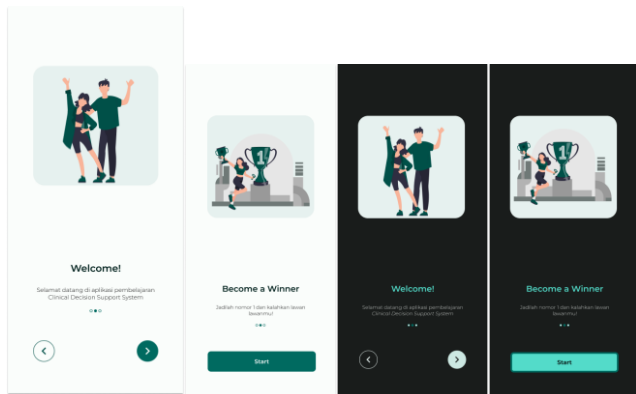 Welcome!
Selamat datang di aplikasi pembelajaran
Clinical Decision Support System
1
Become a Winner
Jadilah nomor 1 dan kalahkan lawan
lawanmu!
Start
Welcome!
Selamat datang di aplikasi pembelajaran
Clinical Decision Support System
1
Become a Winner
Jadilah nomor 1 dan kalahkan lawan
lawanmu!
Start